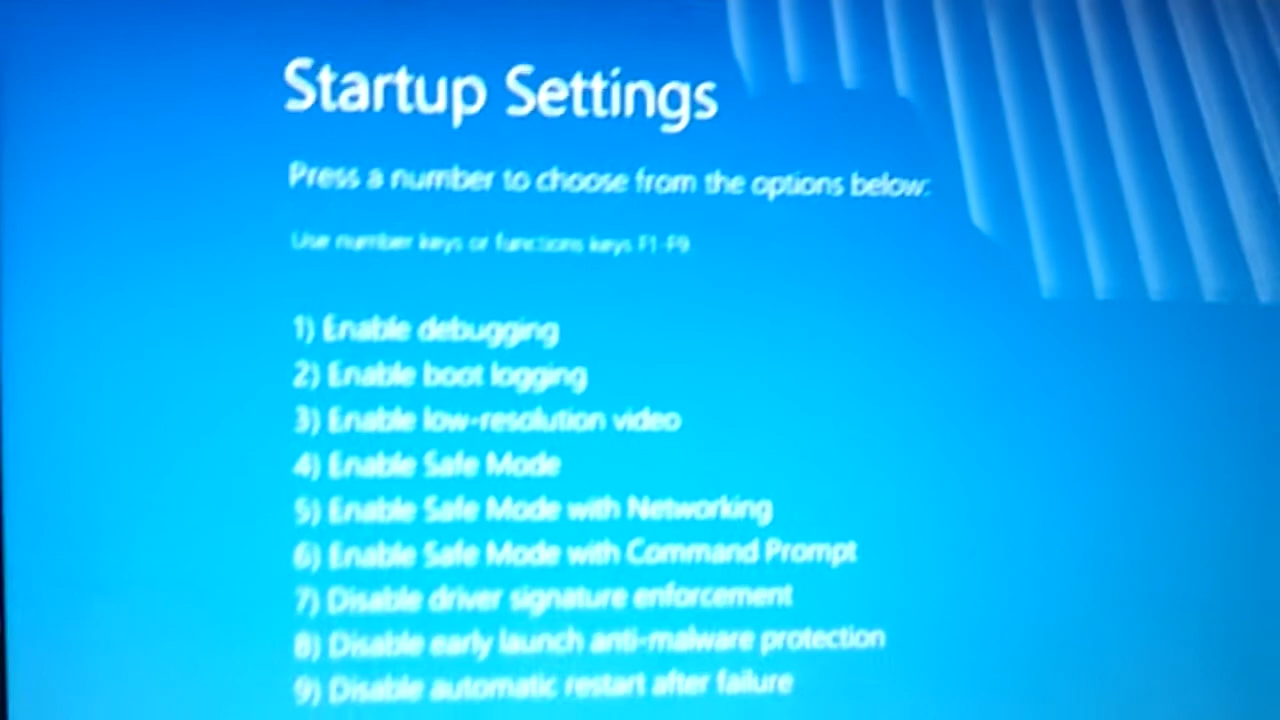 Startup Settings
Press a number to choose from the options below:
Use number keys or functions keys F1-F9
1) Enable debugging
2) Enable boot logging
3) Enable low-resolution video
4) Enable Safe Mode
5) Enable Safe Mode with Networking
6) Enable Safe Mode with Command Prompt
7) Disable driver signature enforcement
8) Disable early launch anti-malware protection
9) Disable automatic restart after failure